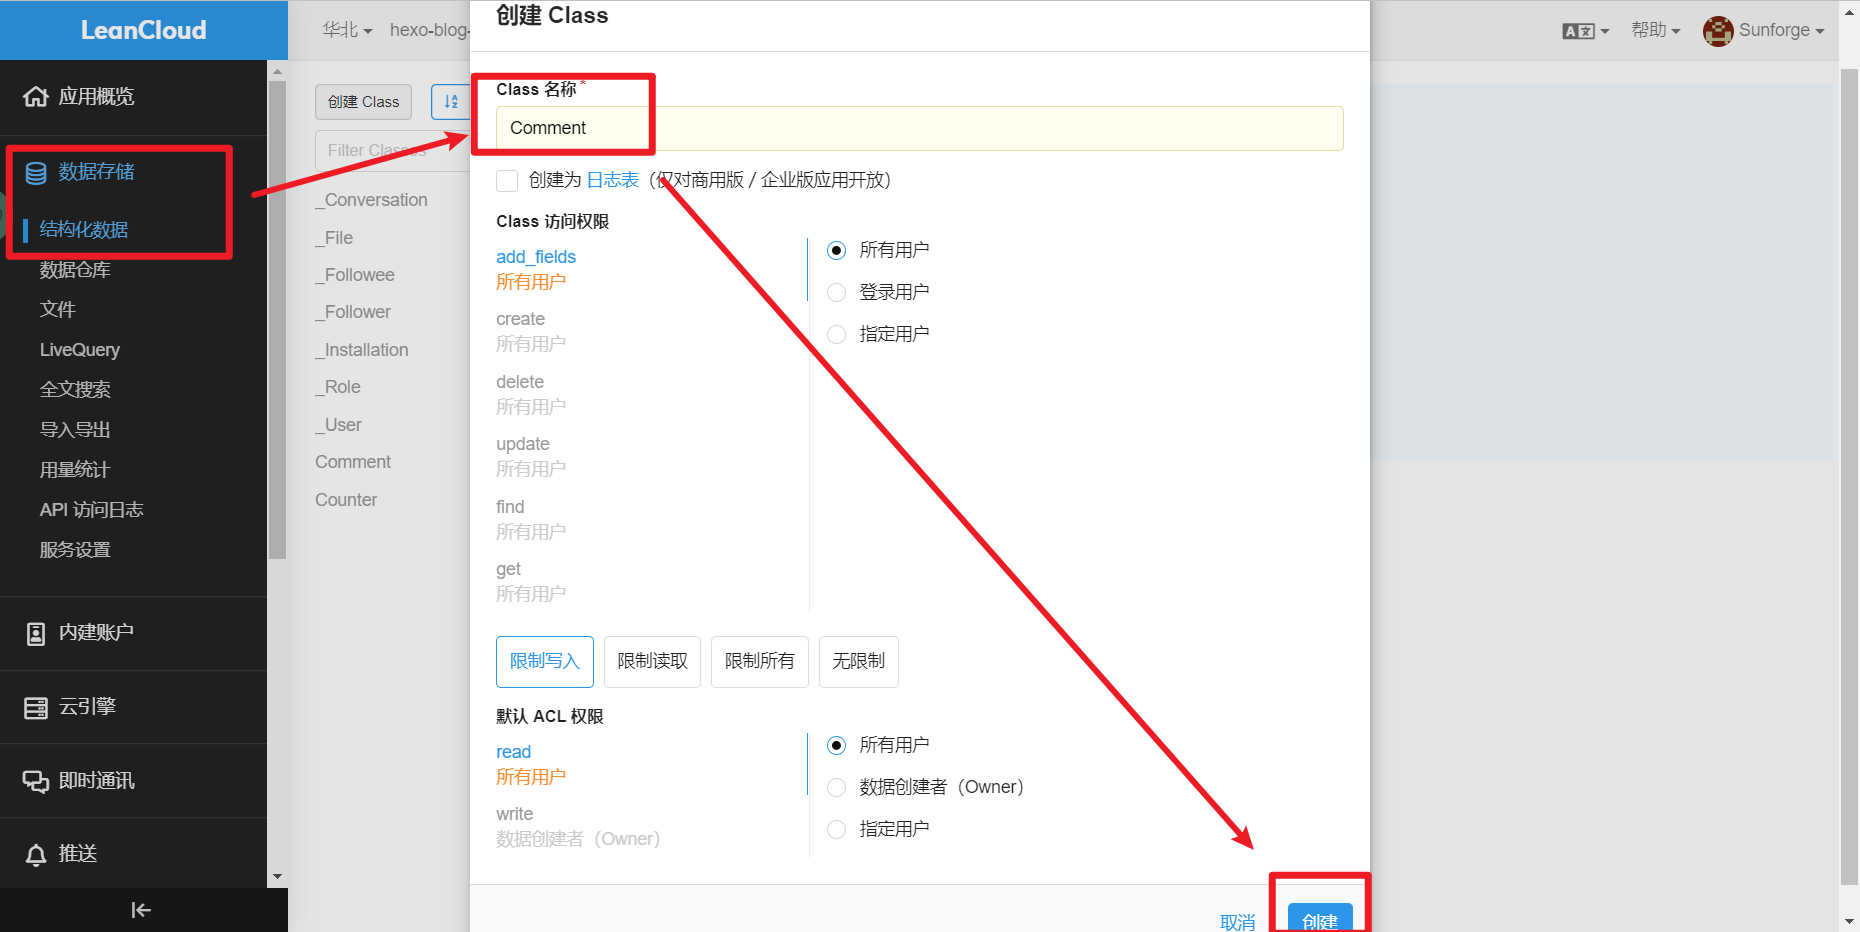 LeanCloud
华北
hexo-blog-
帮助
Sunforge
应用概览
数据存储
结构化数据
数据仓库
文件
LiveQuery
全文搜索
导入导出
用量统计
API 访问日志
服务设置
内建账户
云引擎
即时通讯
推送
创建 Class
Filter Classes
_Conversation
_File
_Followee
_Follower
_Installation
_Role
_User
Comment
Counter
创建 Class
Class 名称*
Comment
创建为 日志表（仅对商用版 / 企业版应用开放）
Class 访问权限
add_fields
所有用户
create
所有用户
delete
所有用户
update
所有用户
find
所有用户
get
所有用户
所有用户
登录用户
指定用户
限制写入 限制读取 限制所有 无限制
默认 ACL 权限
read
所有用户
write
数据创建者（Owner）
所有用户
数据创建者（Owner）
指定用户
取消
创建